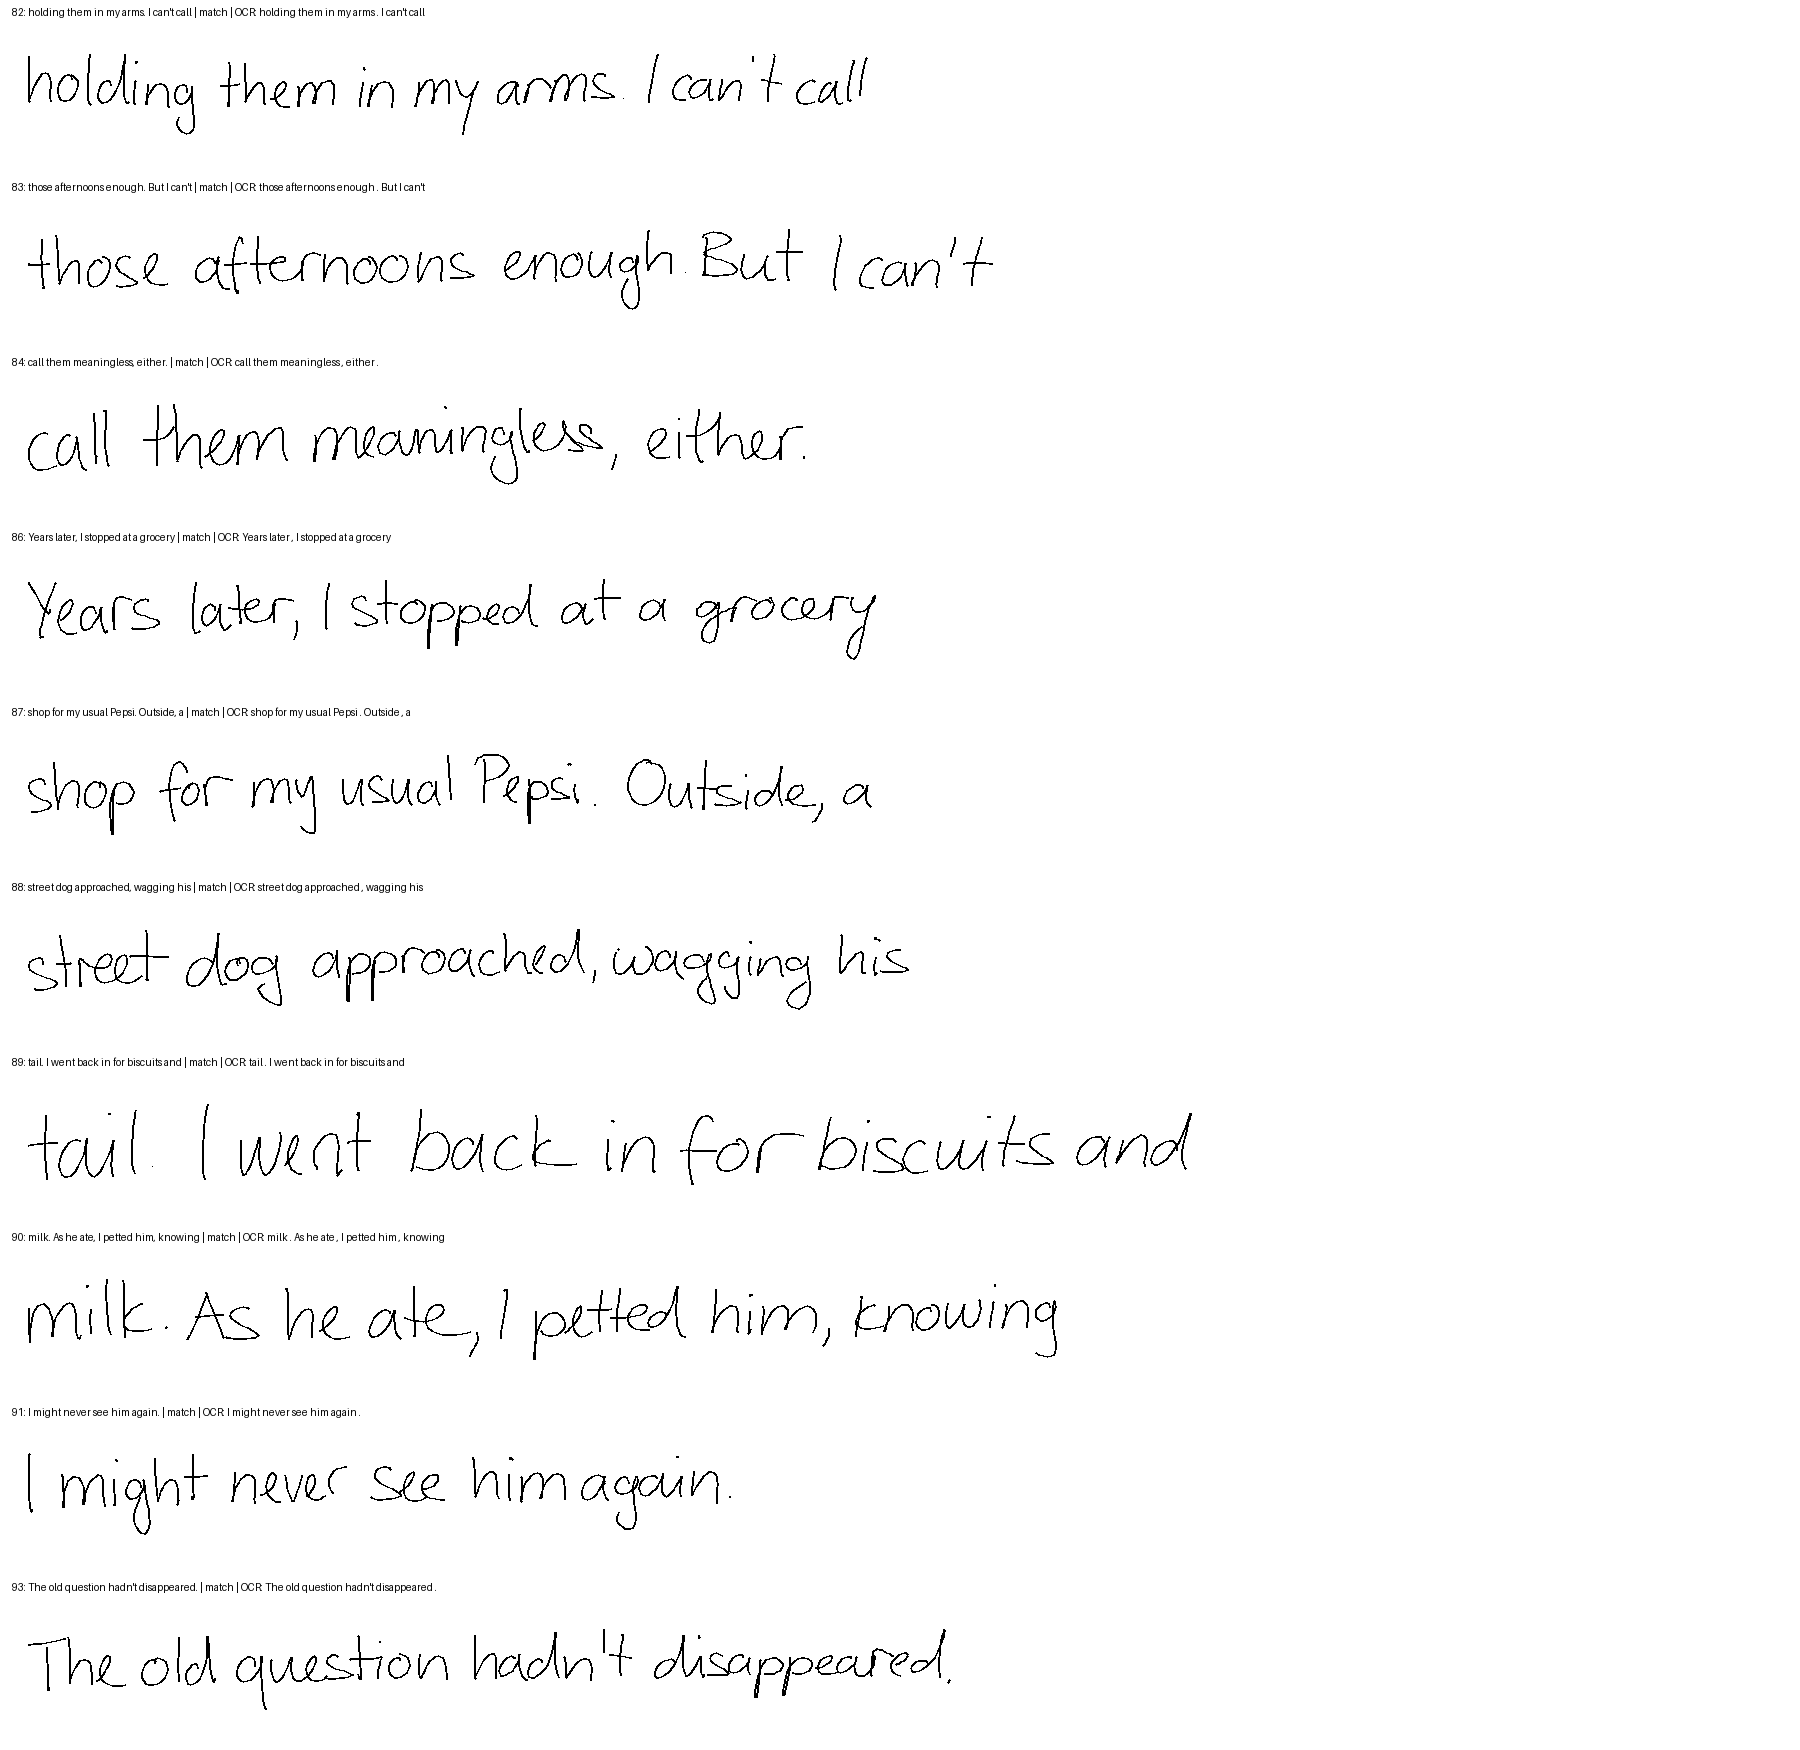 82: holding them in my arms. I can't call | match | OCR: holding them in my arms . I can't call
holding them in my arms. I can't call
83: those afternoons enough. But I can't | match | OCR: those afternoons enough . But I can't
those afternoons enough. But I can't
84: call them meaningless, either. | match | OCR: call them meaningless , either .
call them meaningless, either.
86: Years later, I stopped at a grocery | match | OCR: Years later , I stopped at a grocery
Years later, I stopped at a grocery
87: shop for my usual Pepsi. Outside, a | match | OCR: shop for my usual Pepsi . Outside , a
shop for my usual Pepsi. Outside, a
88: street dog approached, wagging his | match | OCR: street dog approached , wagging his
street dog approached, wagging his
89: tail. I went back in for biscuits and | match | OCR: tail . I went back in for biscuits and
tail. I went back in for biscuits and
90: milk. As he ate, I petted him, knowing | match | OCR: milk . As he ate , I petted him , knowing
milk. As he ate, I petted him, knowing
91: I might never see him again. | match | OCR: I might never see him again .
I might never see him again.
93: The old question hadn't disappeared. | match | OCR: The old question hadn't disappeared .
The old question hadn't disappeared.